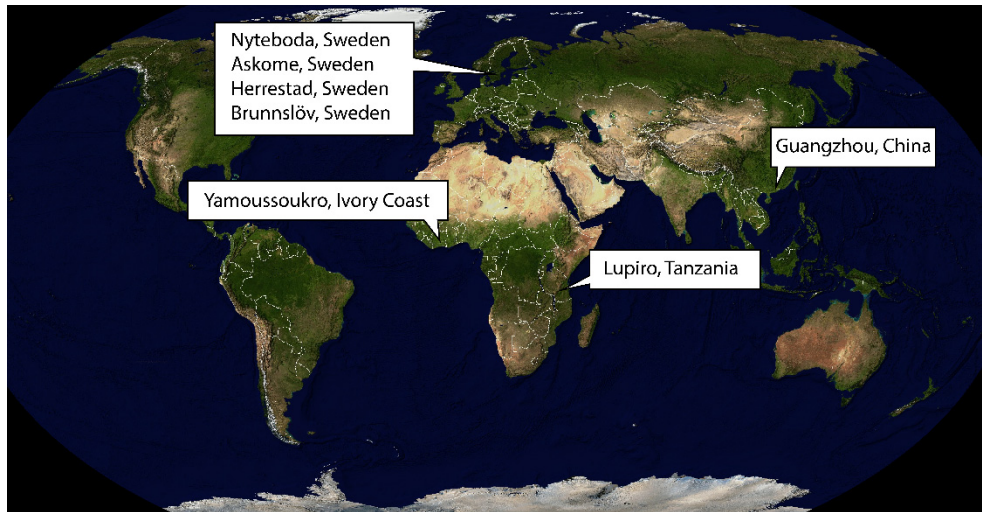 Nyteboda, Sweden
Askome, Sweden
Herrestad, Sweden
Brunnslöv, Sweden
Guangzhou, China
Yamoussoukro, Ivory Coast
Lupiro, Tanzania